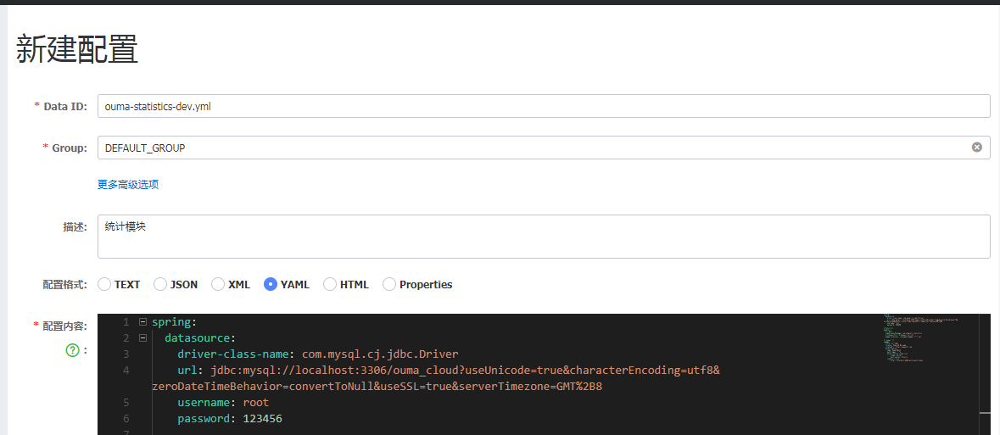 新建配置
* Data ID: ouma-statistics-dev.yml
* Group: DEFAULT_GROUP
更多高级选项
描述: 统计模块
配置格式: TEXT JSON XML YAML HTML Properties
* 配置内容: 1 spring:
? : 2 datasource:
3 driver-class-name: com.mysql.cj.jdbc.Driver
4 url: jdbc:mysql://localhost:3306/ouma_cloud?useUnicode=true&characterEncoding=utf8&
zeroDateTimeBehavior=convertToNull&useSSL=true&serverTimezone=GMT%2B8
5 username: root
6 password: 123456
7